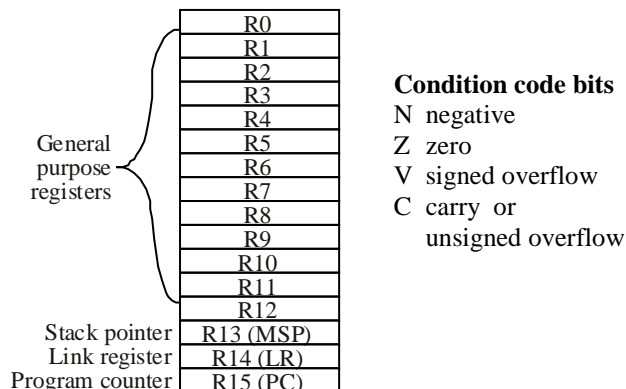 R0
R1
R2
R3
R4
R5
R6
R7
R8
R9
R10
R11
R12
R13 (MSP)
R14 (LR)
R15 (PC)
General
purpose
registers
Stack pointer
Link register
Program counter
Condition code bits
N negative
Z zero
V signed overflow
C carry or
unsigned overflow